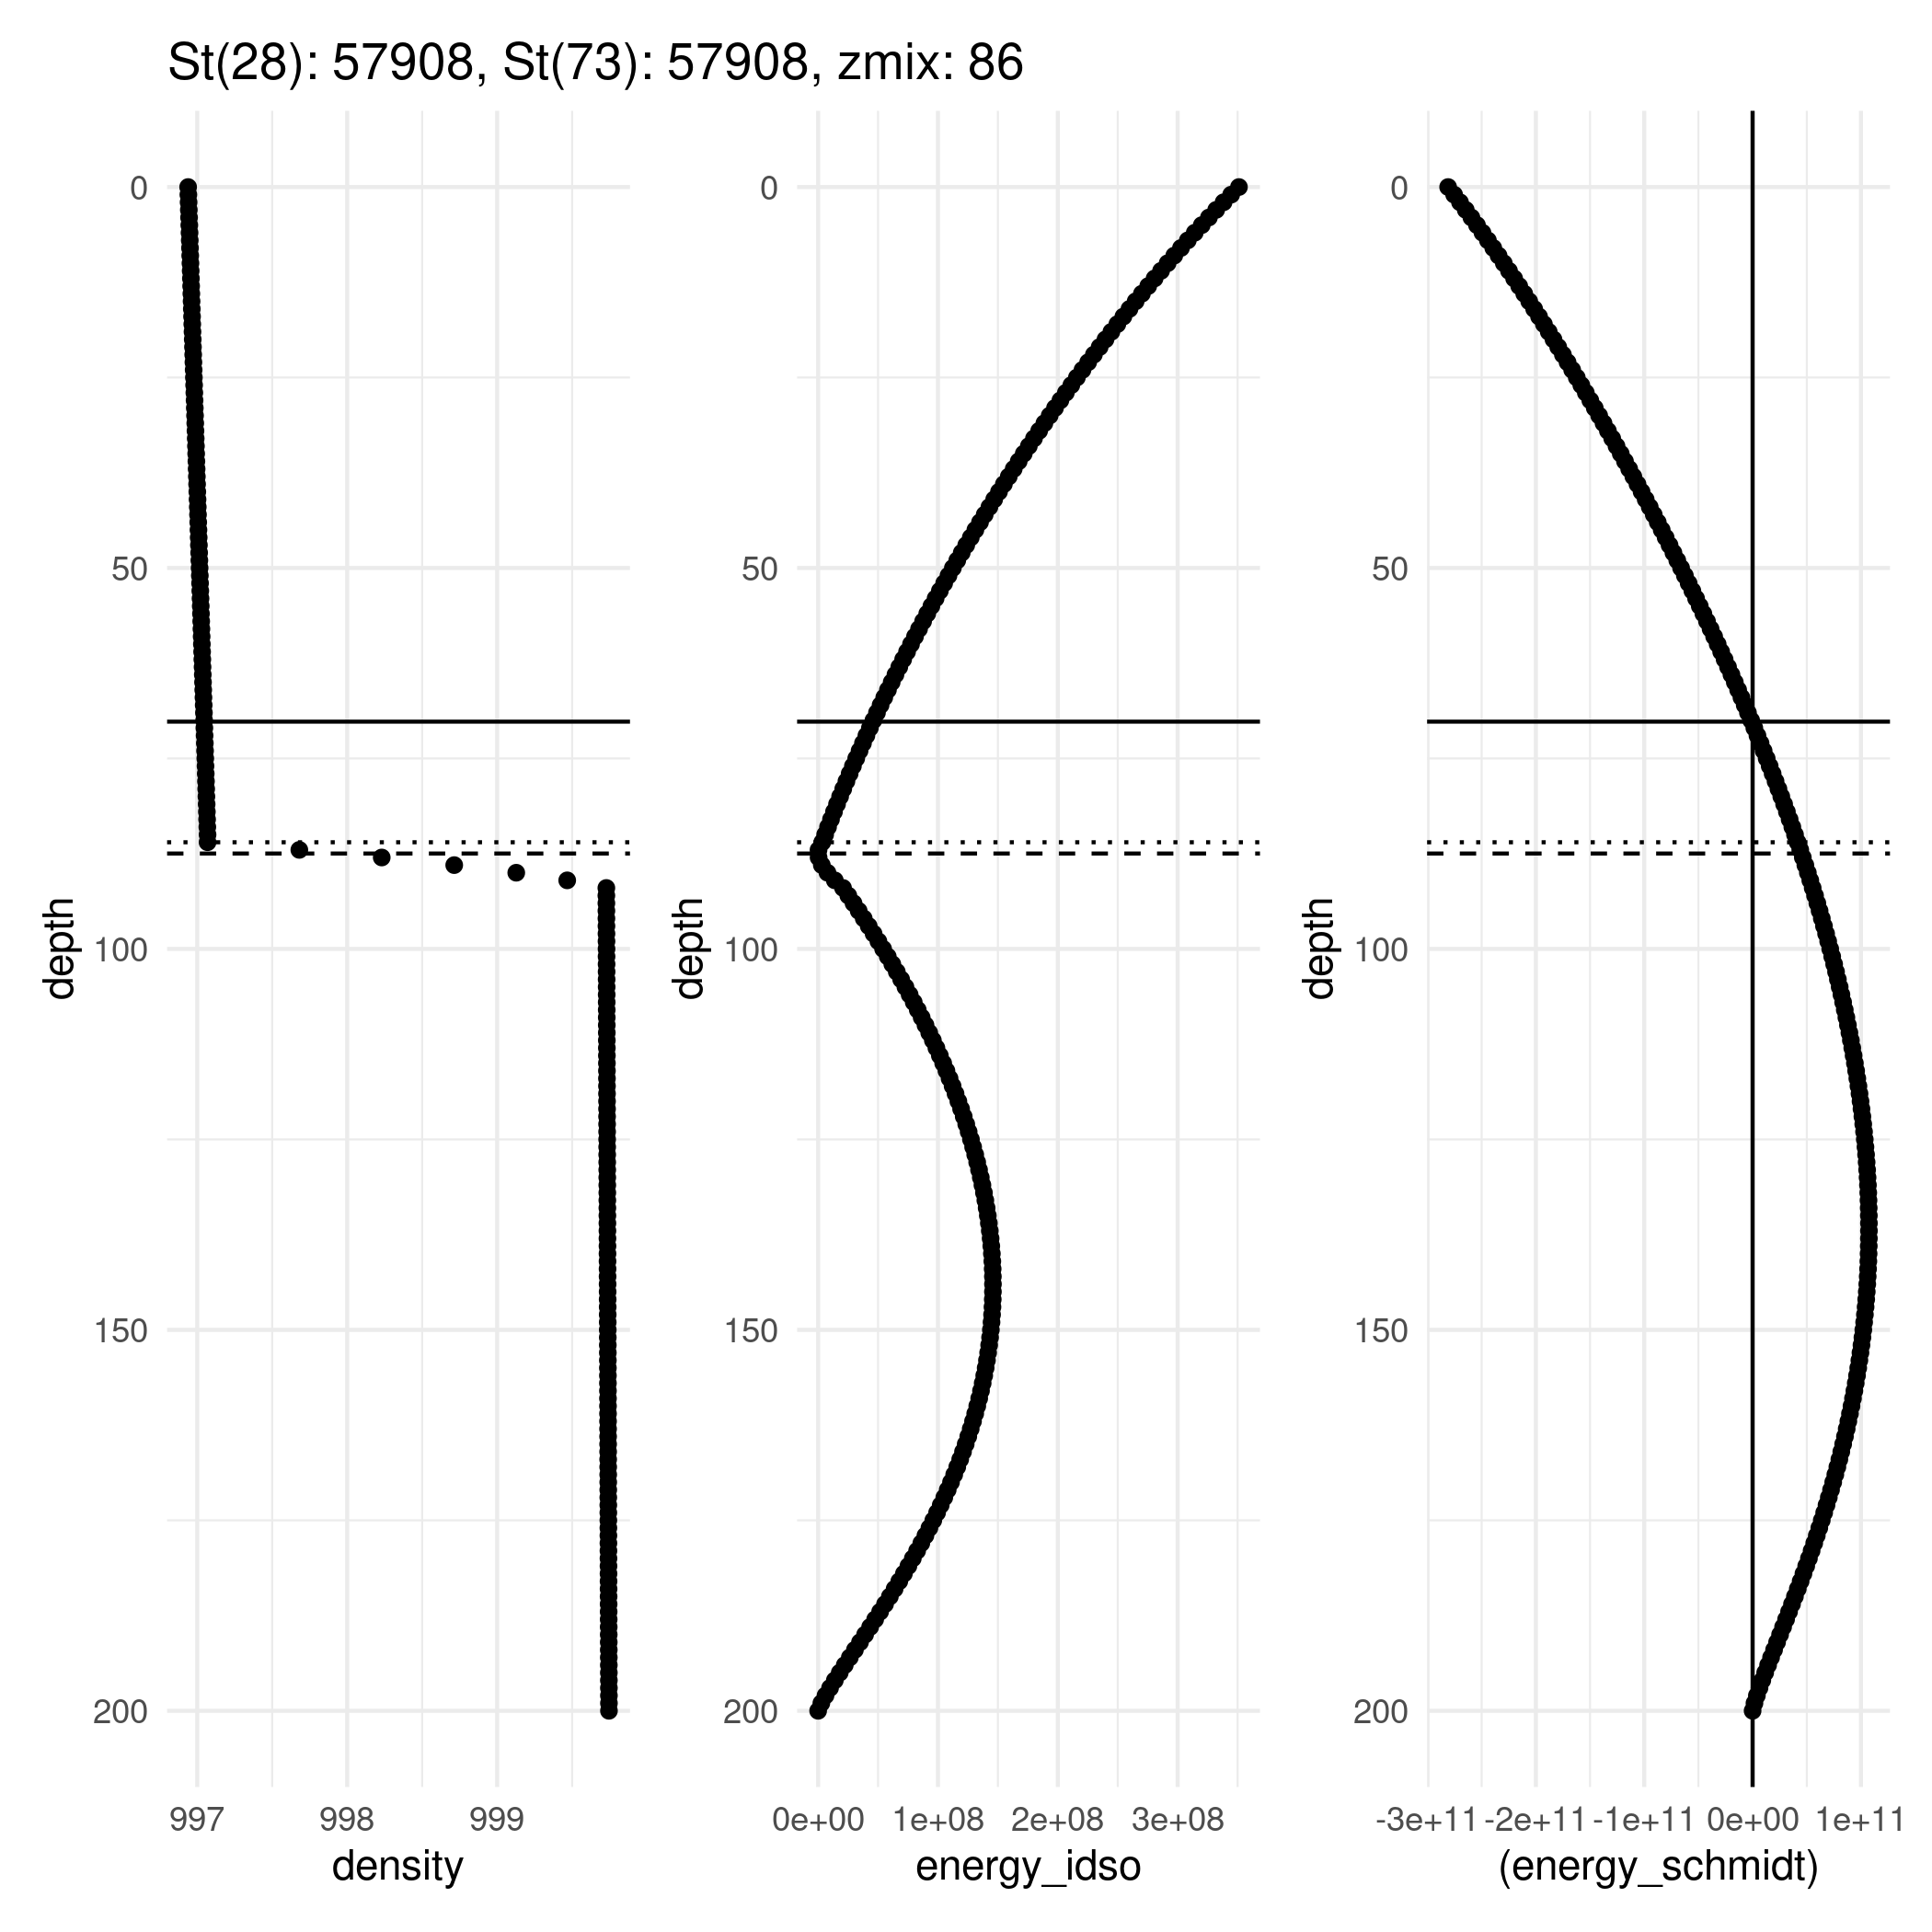 St(28): 57908, St(73): 57908, zmix: 86
0
50
100
150
200
depth
997 998 999
density
0
50
100
150
200
depth
0e+00 1e+08 2e+08 3e+08
energy_idso
0
50
100
150
200
depth
-3e+11 -2e+11 -1e+11 0e+00 1e+11
(energy_schmidt)